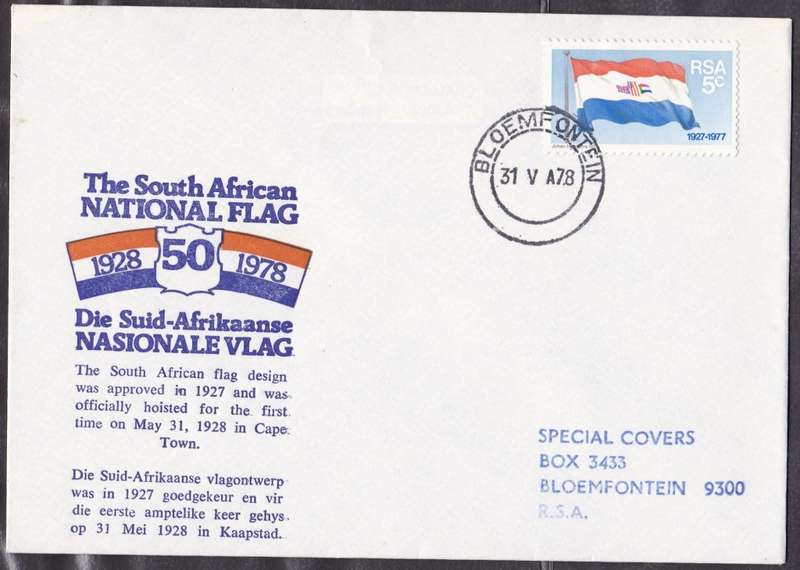 RSA
5c
1927-1977
BLOEMFONTEIN
31 V A78
The South African
NATIONAL FLAG
1928 50 1978
Die Suid-Afrikaanse
NASIONALE VLAG
The South African flag design
was approved in 1927 and was
officially hoisted for the first
time on May 31, 1928 in Cape
Town.
Die Suid-Afrikaanse vlagontwerp
was in 1927 goedgekeur en vir
die eerste amptelike keer gehys
op 31 Mei 1928 in Kaapstad.
SPECIAL COVERS
BOX 3433
BLOEMFONTEIN 9300
R.S.A.